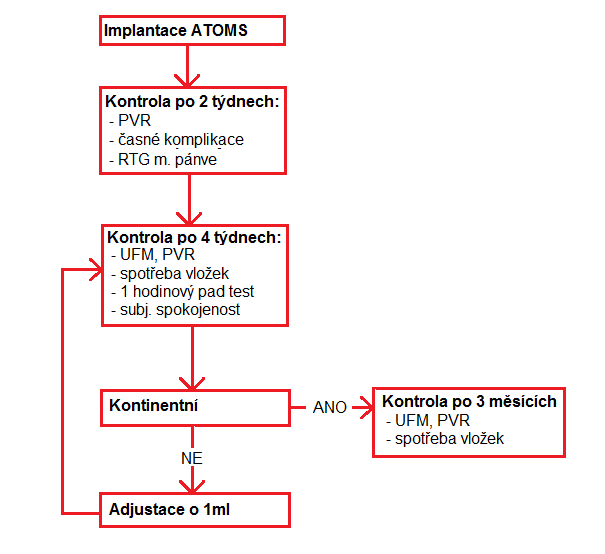 Implantace ATOMS
Kontrola po 2 týdnech:
- PVR
- časné komplikace
- RTG m. pánve
Kontrola po 4 týdnech:
- UFM, PVR
- spotřeba vložek
- 1 hodinový pad test
- subj. spokojenost
Kontinentní
ANO
Kontrola po 3 měsících
- UFM, PVR
- spotřeba vložek
NE
Adjustace o 1ml